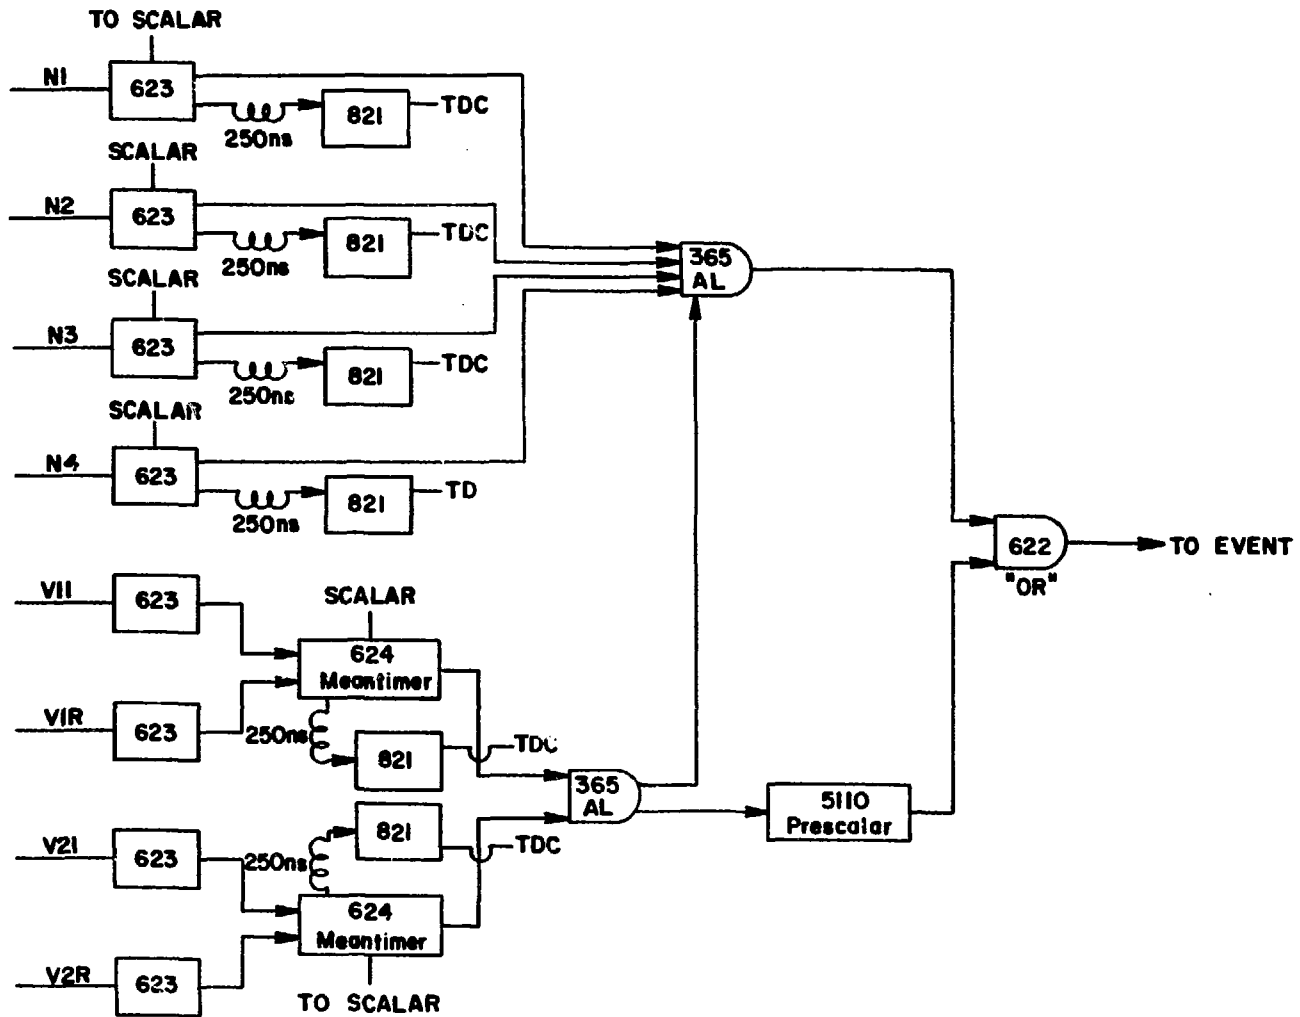 TO SCALAR
N1
623
250ns
821
TDC
SCALAR
N2
623
250ns
821
TDC
SCALAR
N3
623
250ns
821
TDC
SCALAR
N4
623
250ns
821
TD
365
AL
622
"OR"
TO EVENT
V11
623
SCALAR
624
Meantimer
V1R
623
250ns
821
TDC
365
AL
5110
Prescalar
V21
623
250ns
821
TDC
624
Meantimer
V2R
623
TO SCALAR